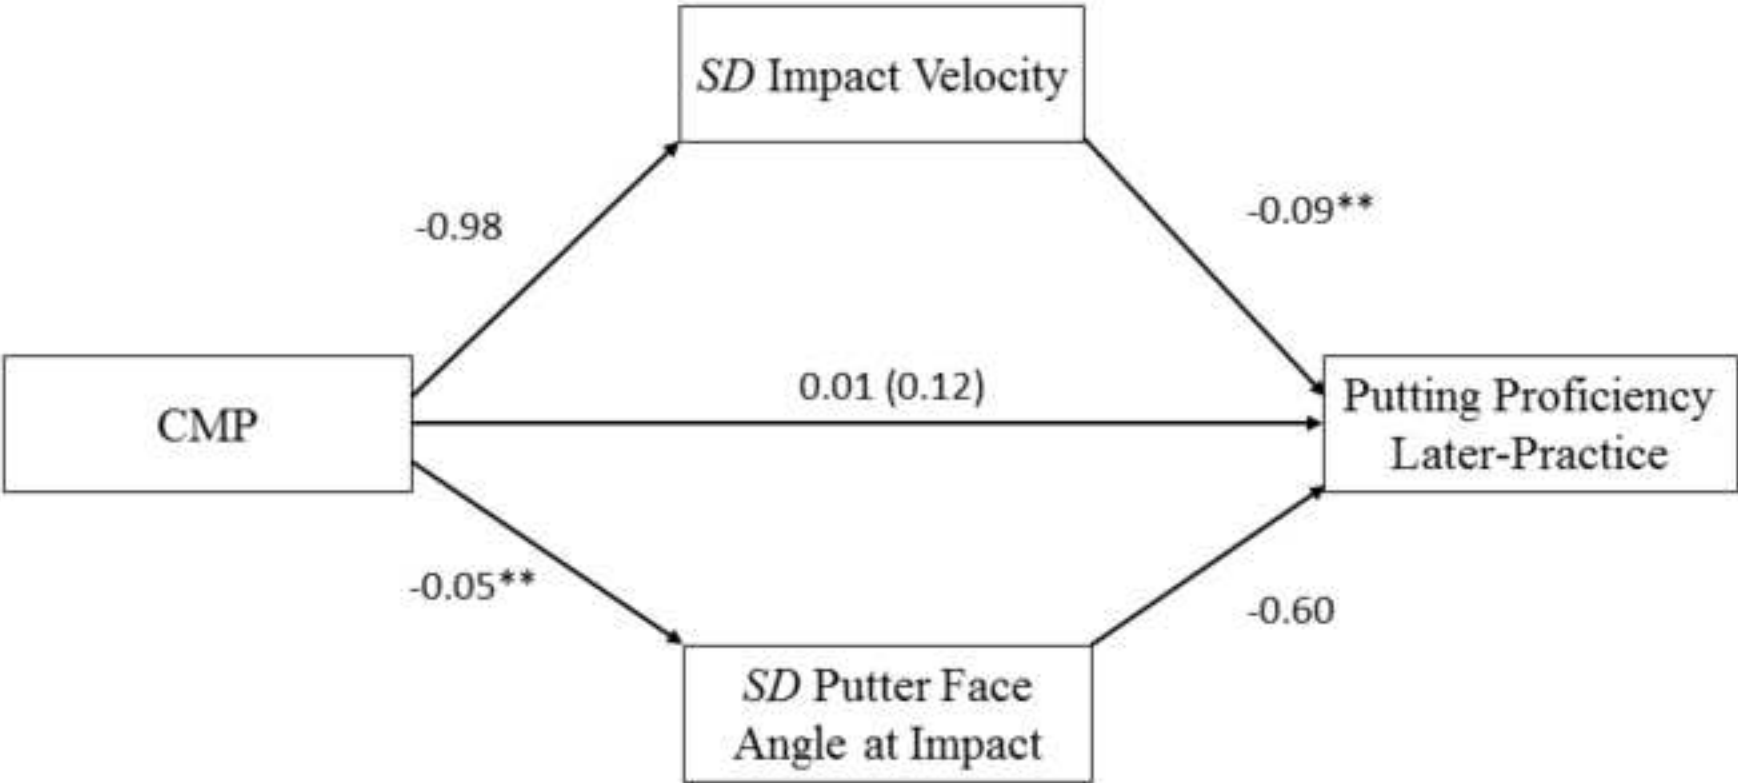 SD Impact Velocity
-0.98
-0.09**
0.01 (0.12)
CMP
Putting Proficiency
Later-Practice
-0.05**
-0.60
SD Putter Face
Angle at Impact